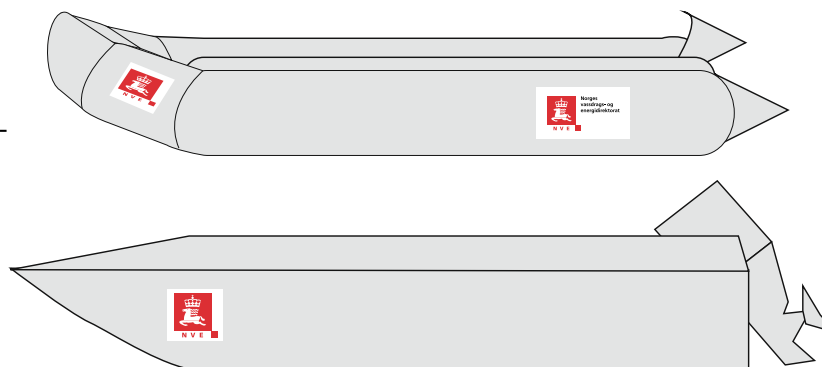 NVE
Norges
vassdrags- og
energidirektorat
NVE
NVE